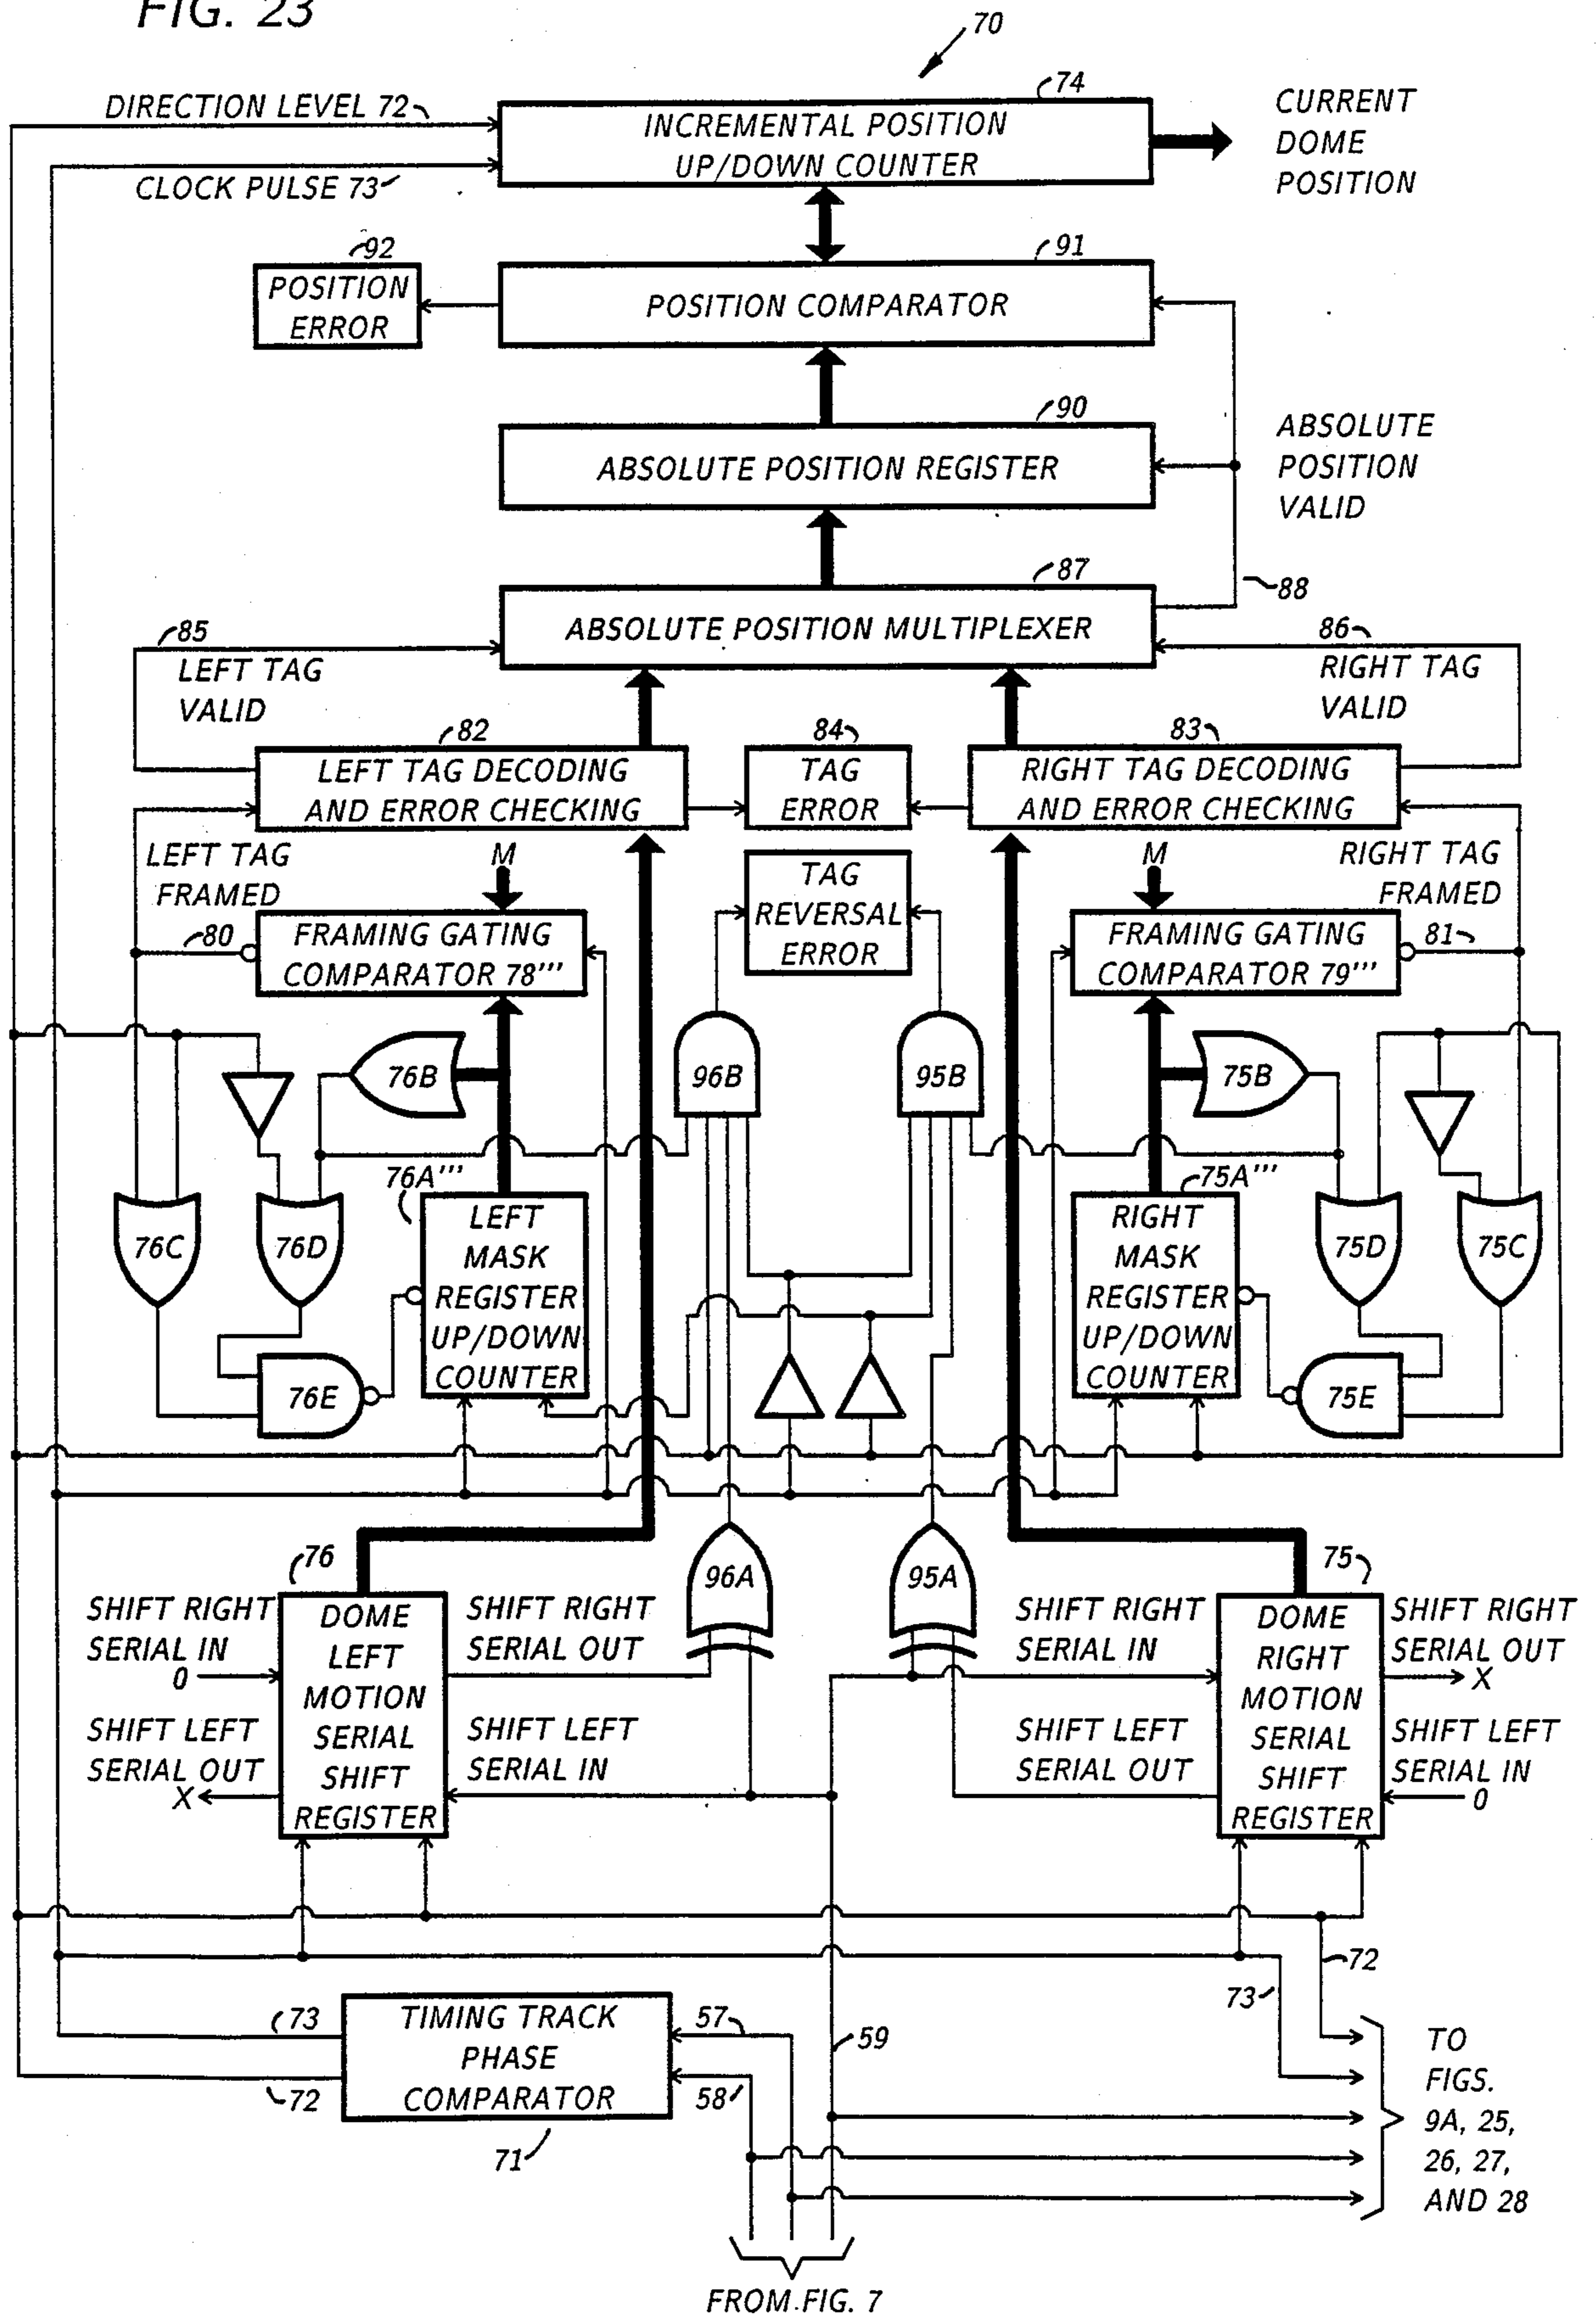 FIG. 23
70
DIRECTION LEVEL 72
CLOCK PULSE 73
74
INCREMENTAL POSITION
UP/DOWN COUNTER
CURRENT
DOME
POSITION
92
POSITION
ERROR
91
POSITION COMPARATOR
90
ABSOLUTE POSITION REGISTER
ABSOLUTE
POSITION
VALID
87
ABSOLUTE POSITION MULTIPLEXER
88
85
LEFT TAG
VALID
86
RIGHT TAG
VALID
82
LEFT TAG DECODING
AND ERROR CHECKING
84
TAG
ERROR
83
RIGHT TAG DECODING
AND ERROR CHECKING
LEFT TAG
FRAMED
M
TAG
REVERSAL
ERROR
M
RIGHT TAG
FRAMED
80
FRAMING GATING
COMPARATOR 78'''
FRAMING GATING
COMPARATOR 79'''
81
76B
96B
95B
75B
76A'''
75A'''
76C
76D
LEFT
MASK
REGISTER
UP/DOWN
COUNTER
RIGHT
MASK
REGISTER
UP/DOWN
COUNTER
75D
75C
76E
75E
76
96A
95A
75
SHIFT RIGHT
SERIAL IN
0
SHIFT LEFT
SERIAL OUT
X
DOME
LEFT
MOTION
SERIAL
SHIFT
REGISTER
SHIFT RIGHT
SERIAL OUT
SHIFT LEFT
SERIAL IN
SHIFT RIGHT
SERIAL IN
SHIFT LEFT
SERIAL OUT
DOME
RIGHT
MOTION
SERIAL
SHIFT
REGISTER
SHIFT RIGHT
SERIAL OUT
X
SHIFT LEFT
SERIAL IN
0
72
73
73
72
TIMING TRACK
PHASE
COMPARATOR
71
57
58
59
TO
FIGS.
9A, 25,
26, 27,
AND 28
FROM FIG. 7